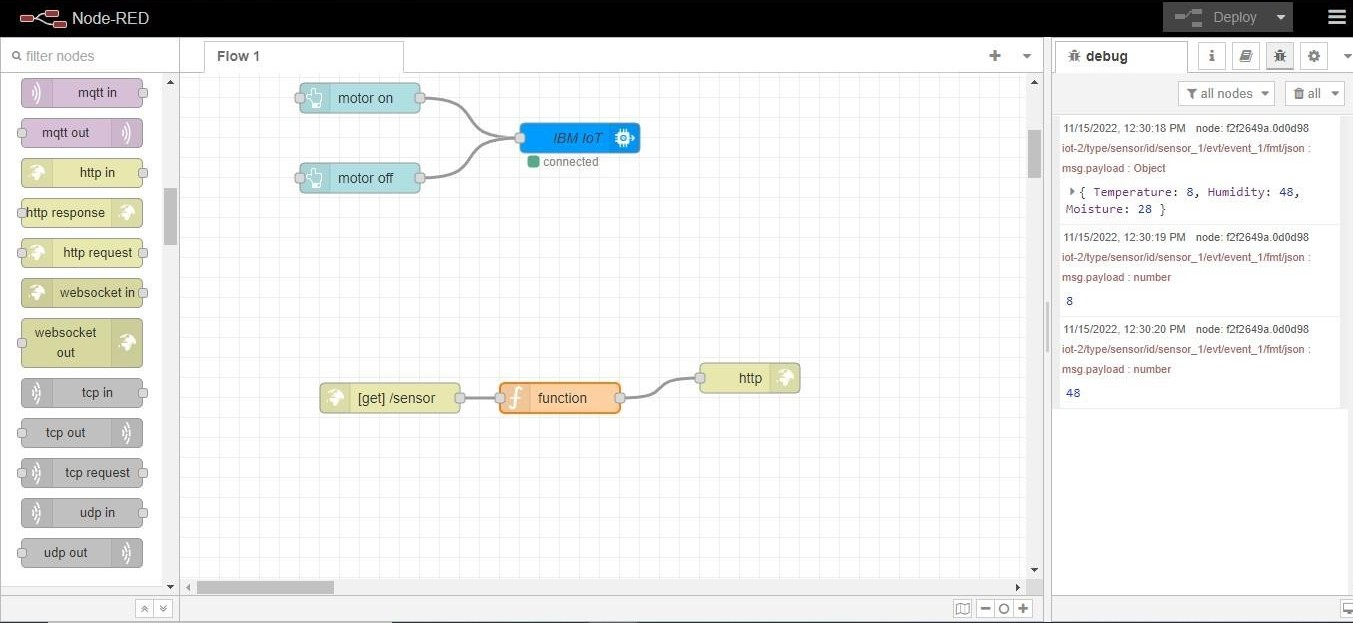 Node-RED
Deploy
filter nodes
mqtt in
mqtt out
http in
http response
http request
websocket in
websocket
out
tcp in
tcp out
tcp request
udp in
udp out
Flow 1
motor on
motor off
IBM IoT
connected
[get] /sensor
function
http
debug
i
all nodes
all
11/15/2022, 12:30:18 PM node: f2f2649a.0d0d98
iot-2/type/sensor/id/sensor_1/evt/event_1/fmt/json :
msg.payload : Object
{ Temperature: 8, Humidity: 48,
Moisture: 28 }
11/15/2022, 12:30:19 PM node: f2f2649a.0d0d98
iot-2/type/sensor/id/sensor_1/evt/event_1/fmt/json :
msg.payload : number
8
11/15/2022, 12:30:20 PM node: f2f2649a.0d0d98
iot-2/type/sensor/id/sensor_1/evt/event_1/fmt/json :
msg.payload : number
48